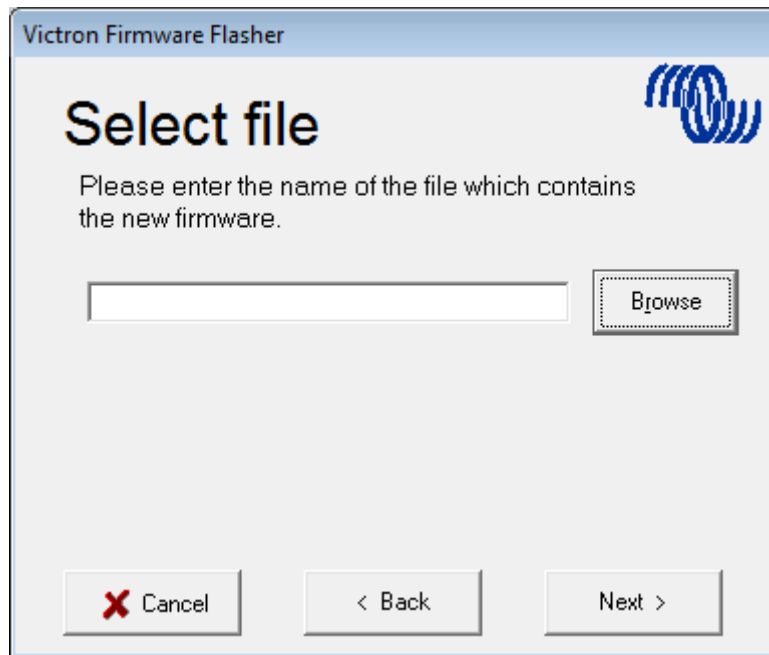 Victron Firmware Flasher
Select file
Please enter the name of the file which contains
the new firmware.
Browse
Cancel
< Back
Next >